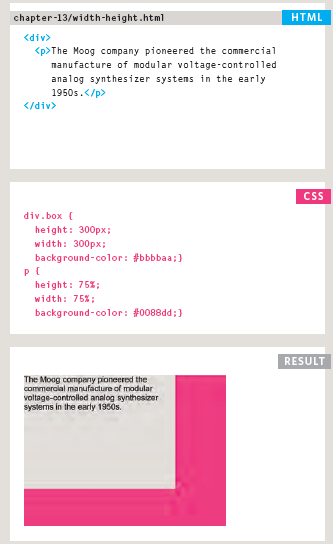 chapter-13/width-height.html
HTML
<div>
<p>The Moog company pioneered the commercial
manufacture of modular voltage-controlled
analog synthesizer systems in the early
1950s.</p>
</div>
CSS
div.box {
height: 300px;
width: 300px;
background-color: #bbbbaa;}
p {
height: 75%;
width: 75%;
background-color: #0088dd;}
RESULT
The Moog company pioneered the
commercial manufacture of modular
voltage-controlled analog synthesizer
systems in the early 1950s.